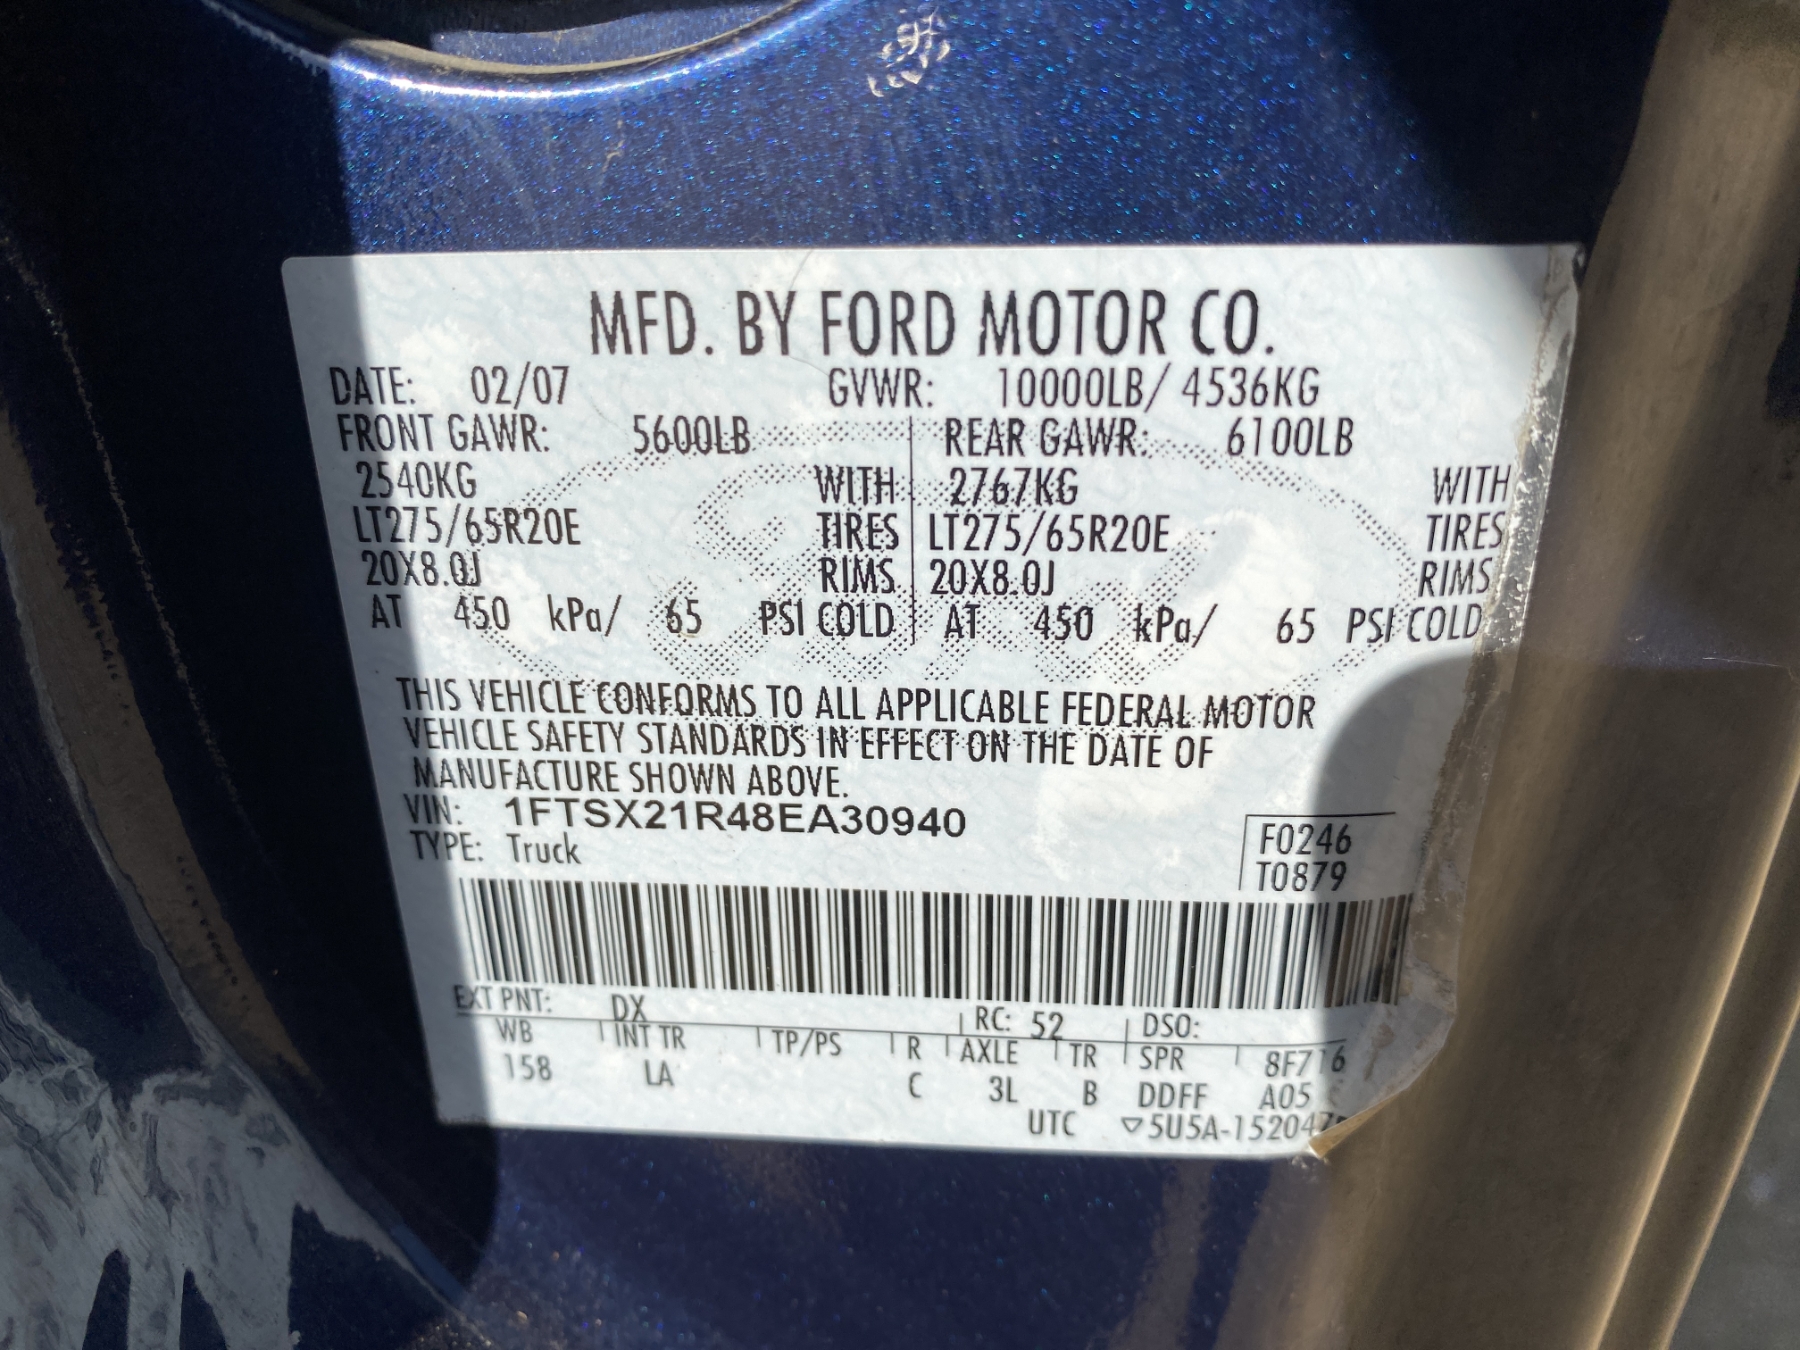 MFD. BY FORD MOTOR CO.
DATE: 02/07 GVWR: 10000LB/ 4536KG
FRONT GAWR: 5600LB REAR GAWR: 6100LB
2540KG WITH 2767KG WITH
LT275/65R20E TIRES LT275/65R20E TIRES
20X8.0J RIMS 20X8.0J RIMS
AT 450 kPa/ 65 PSI COLD AT 450 kPa/ 65 PSI COLD
THIS VEHICLE CONFORMS TO ALL APPLICABLE FEDERAL MOTOR
VEHICLE SAFETY STANDARDS IN EFFECT ON THE DATE OF
MANUFACTURE SHOWN ABOVE.
VIN: 1FTSX21R48EA30940
TYPE: Truck
F0246
T0879
EXT PNT: DX RC: 52 DSO:
WB INT TR TP/PS R AXLE TR SPR 8F716
158 LA C 3L B DDFF A05
UTC ▽5U5A-152047